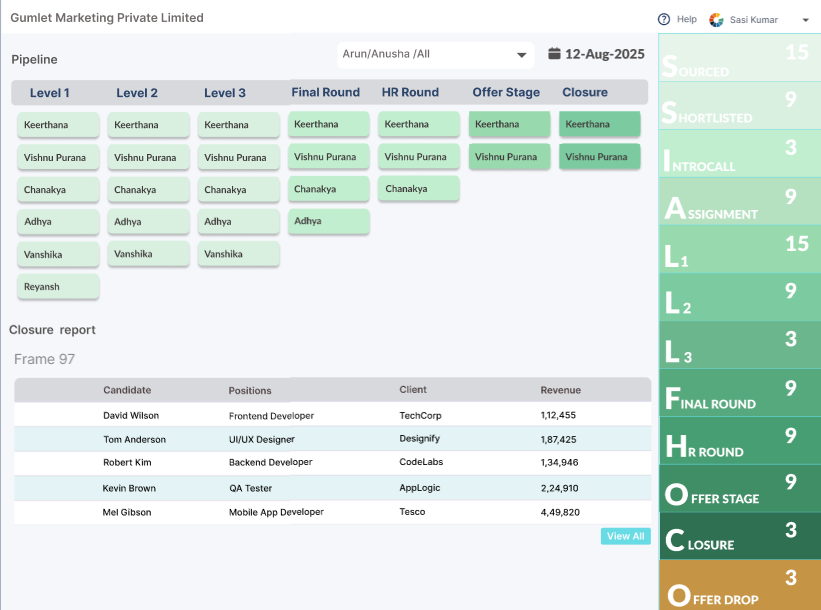 Gumlet Marketing Private Limited
Help
Sasi Kumar
Pipeline
Arun/Anusha /All
12-Aug-2025
Level 1 Level 2 Level 3 Final Round HR Round Offer Stage Closure
Keerthana Keerthana Keerthana Keerthana Keerthana Keerthana Keerthana
Vishnu Purana Vishnu Purana Vishnu Purana Vishnu Purana Vishnu Purana Vishnu Purana Vishnu Purana
Chanakya Chanakya Chanakya Chanakya Chanakya
Adhya Adhya Adhya Adhya
Vanshika Vanshika Vanshika
Reyansh
Closure report
Frame 97
Candidate Positions Client Revenue
David Wilson Frontend Developer TechCorp 1,12,455
Tom Anderson UI/UX Designer Designify 1,87,425
Robert Kim Backend Developer CodeLabs 1,34,946
Kevin Brown QA Tester AppLogic 2,24,910
Mel Gibson Mobile App Developer Tesco 4,49,820
View All
SOURCED 15
SHORTLISTED 9
INTROCALL 3
ASSIGNMENT 9
L1 15
L2 9
L3 3
FINAL ROUND 9
HR ROUND 9
OFFER STAGE 9
CLOSURE 3
OFFER DROP 3